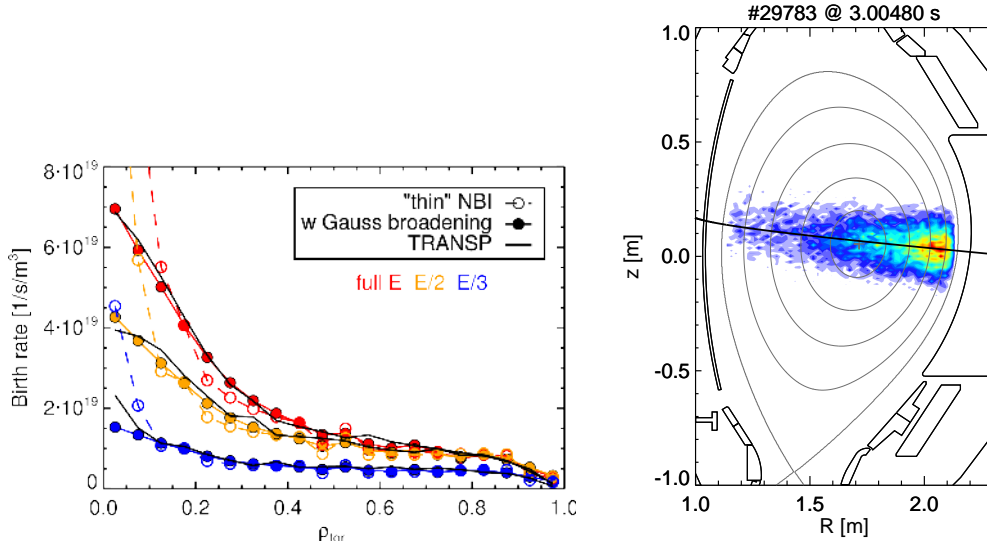 8·10¹⁹
6·10¹⁹
4·10¹⁹
2·10¹⁹
0
Birth rate [1/s/m³]
"thin" NBI
w Gauss broadening
TRANSP
full E E/2 E/3
0.0 0.2 0.4 0.6 0.8 1.0
ρtor
#29783 @ 3.00480 s
1.0
0.5
0.0
-0.5
-1.0
z [m]
1.0 1.5 2.0
R [m]